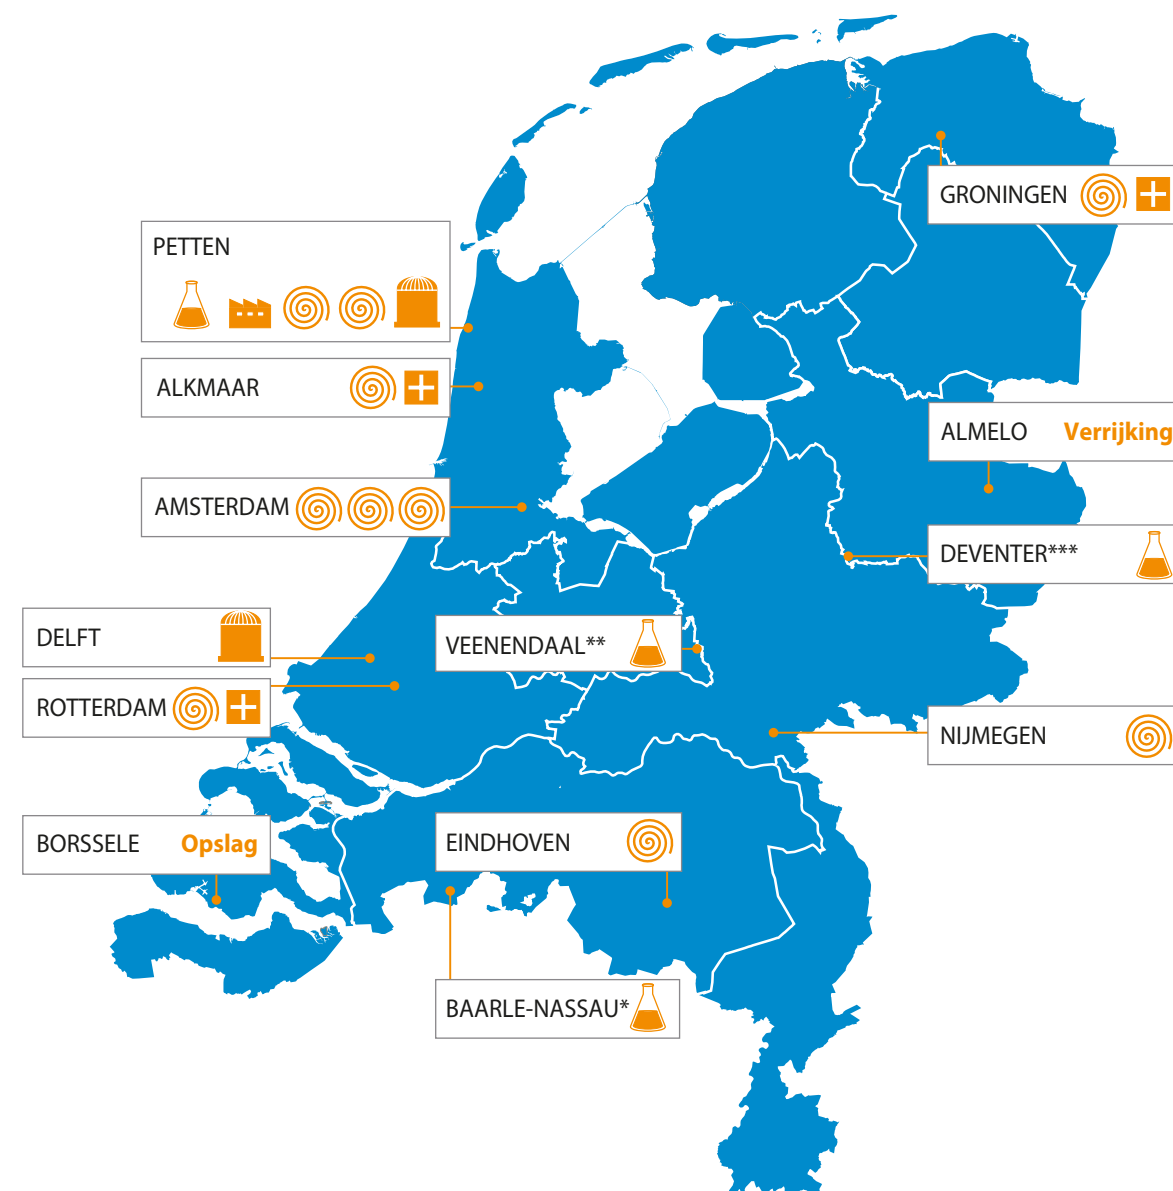 GRONINGEN
PETTEN
ALKMAAR
ALMELO Verrijking
AMSTERDAM
DEVENTER***
DELFT
VEENENDAAL**
ROTTERDAM
NIJMEGEN
BORSSELE Opslag
EINDHOVEN
BAARLE-NASSAU*